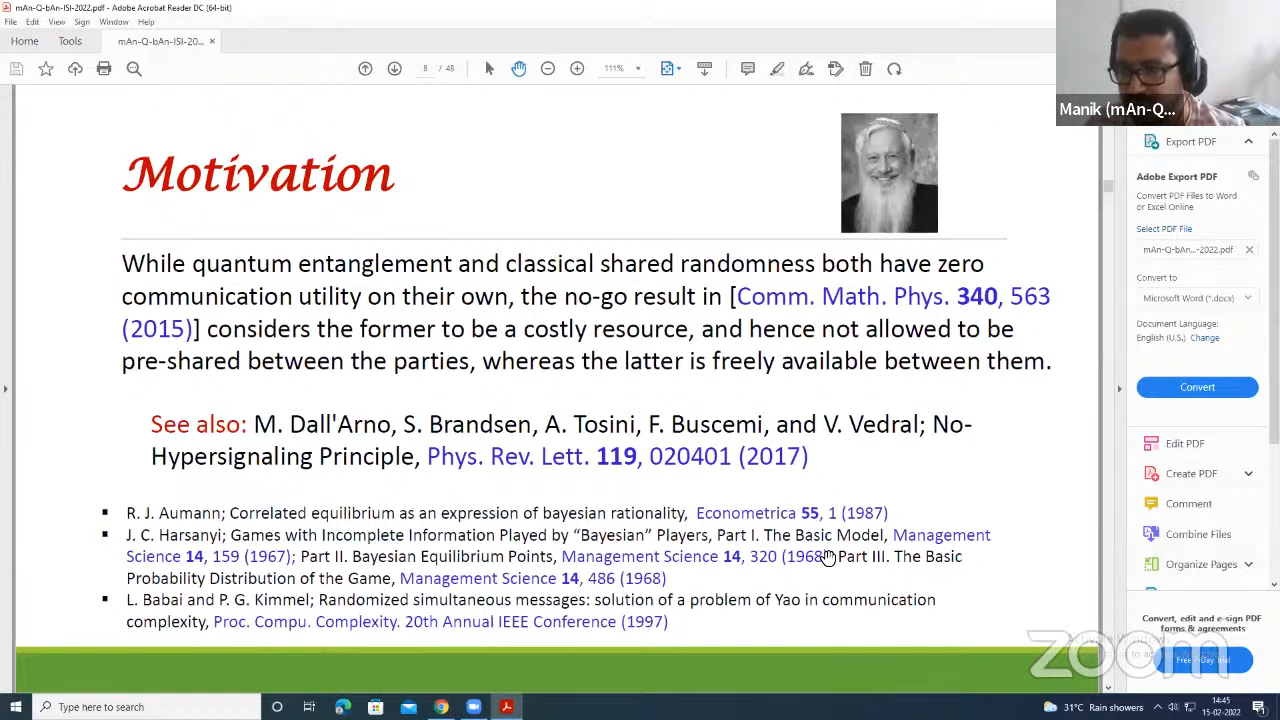 mAn-Q-bAn-ISI-2022.pdf - Adobe Acrobat Reader DC (64-bit)
File Edit View Sign Window Help
Home Tools mAn-Q-bAn-ISI-20... ×
8 / 48 111%
Manik (mAn-Q...
Motivation
While quantum entanglement and classical shared randomness both have zero
communication utility on their own, the no-go result in [Comm. Math. Phys. 340, 563
(2015)] considers the former to be a costly resource, and hence not allowed to be
pre-shared between the parties, whereas the latter is freely available between them.
See also: M. Dall'Arno, S. Brandsen, A. Tosini, F. Buscemi, and V. Vedral; No-
Hypersignaling Principle, Phys. Rev. Lett. 119, 020401 (2017)
▪ R. J. Aumann; Correlated equilibrium as an expression of bayesian rationality, Econometrica 55, 1 (1987)
▪ J. C. Harsanyi; Games with Incomplete Information Played by “Bayesian” Players, Part I. The Basic Model, Management
Science 14, 159 (1967); Part II. Bayesian Equilibrium Points, Management Science 14, 320 (1968 Part III. The Basic
Probability Distribution of the Game, Management Science 14, 486 (1968)
▪ L. Babai and P. G. Kimmel; Randomized simultaneous messages: solution of a problem of Yao in communication
complexity, Proc. Compu. Complexity. 20th Annual IEEE Conference (1997)
Export PDF
Adobe Export PDF
Convert PDF Files to Word
or Excel Online
Select PDF File
mAn-Q-bAn...-2022.pdf ×
Convert to
Microsoft Word (*.docx)
Document Language:
English (U.S.) Change
Convert
Edit PDF
Create PDF
Comment
Combine Files
Organize Pages
Convert, edit and e-sign PDF
forms & agreements
Free 7-Day Trial
zoom
Type here to search
31°C Rain showers
14:45
15-02-2022